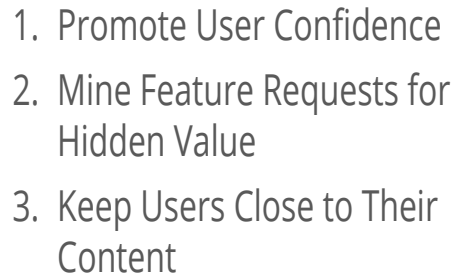 1. Promote User Confidence
2. Mine Feature Requests for
Hidden Value
3. Keep Users Close to Their
Content